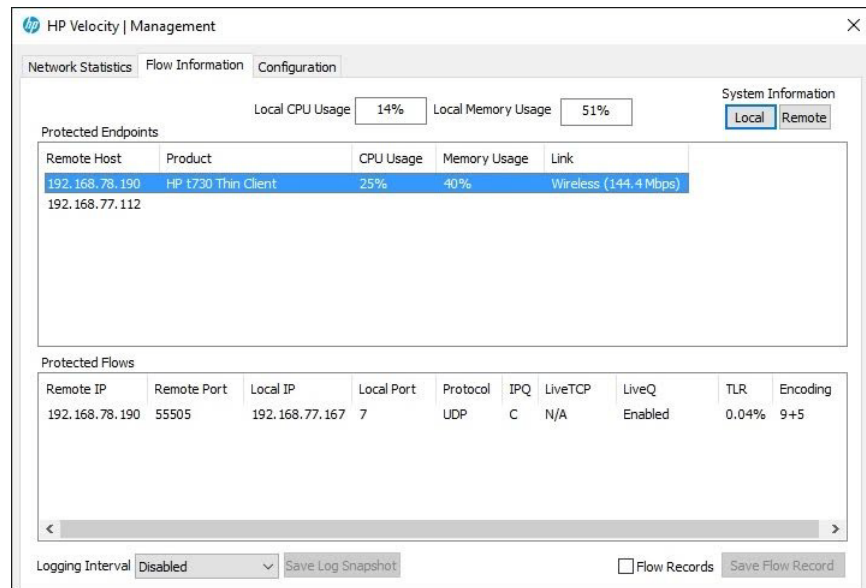 hp HP Velocity | Management
Network Statistics Flow Information Configuration
System Information
Local CPU Usage 14% Local Memory Usage 51% Local Remote
Protected Endpoints
Remote Host Product CPU Usage Memory Usage Link
192.168.78.190 HP t730 Thin Client 25% 40% Wireless (144.4 Mbps)
192.168.77.112
Protected Flows
Remote IP Remote Port Local IP Local Port Protocol IPQ LiveTCP LiveQ TLR Encoding
192.168.78.190 55505 192.168.77.167 7 UDP C N/A Enabled 0.04% 9+5
Logging Interval Disabled Save Log Snapshot Flow Records Save Flow Record